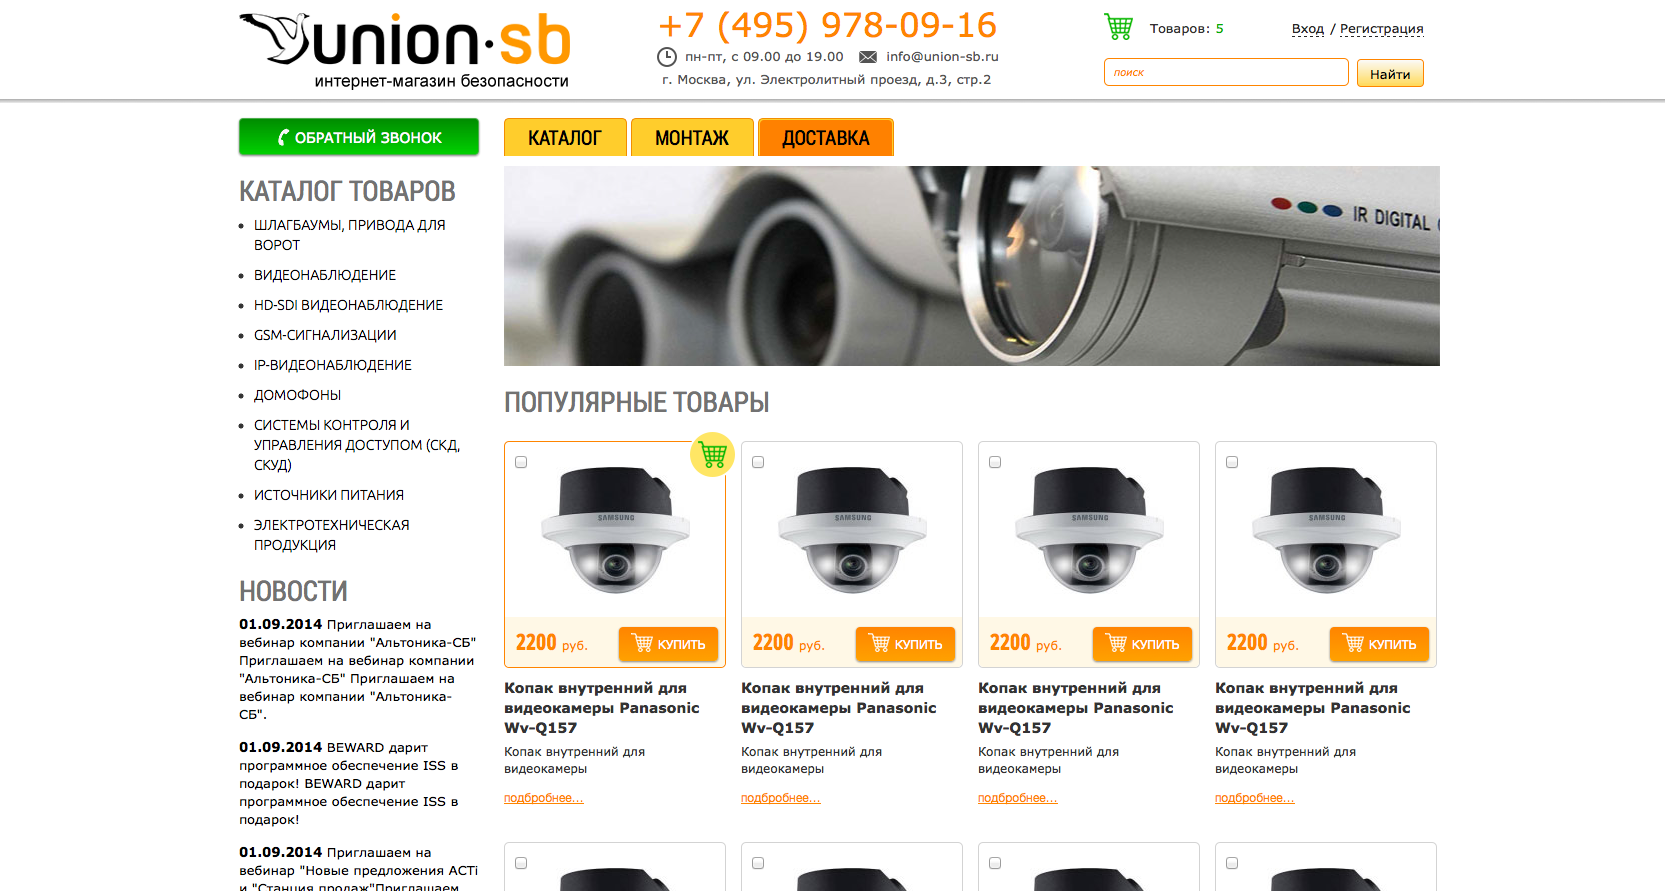 union·sb
интернет-магазин безопасности
+7 (495) 978-09-16
пн-пт, с 09.00 до 19.00 info@union-sb.ru
г. Москва, ул. Электролитный проезд, д.3, стр.2
Товаров: 5
Вход / Регистрация
поиск
Найти
ОБРАТНЫЙ ЗВОНОК
КАТАЛОГ
МОНТАЖ
ДОСТАВКА
КАТАЛОГ ТОВАРОВ
ШЛАГБАУМЫ, ПРИВОДА ДЛЯ
ВОРОТ
ВИДЕОНАБЛЮДЕНИЕ
HD-SDI ВИДЕОНАБЛЮДЕНИЕ
GSM-СИГНАЛИЗАЦИИ
IP-ВИДЕОНАБЛЮДЕНИЕ
ДОМОФОНЫ
СИСТЕМЫ КОНТРОЛЯ И
УПРАВЛЕНИЯ ДОСТУПОМ (СКД,
СКУД)
ИСТОЧНИКИ ПИТАНИЯ
ЭЛЕКТРОТЕХНИЧЕСКАЯ
ПРОДУКЦИЯ
НОВОСТИ
01.09.2014 Приглашаем на
вебинар компании "Альтоника-СБ"
Приглашаем на вебинар компании
"Альтоника-СБ" Приглашаем на
вебинар компании "Альтоника-
СБ".
01.09.2014 BEWARD дарит
программное обеспечение ISS в
подарок! BEWARD дарит
программное обеспечение ISS в
подарок!
01.09.2014 Приглашаем на
вебинар "Новые предложения ACTi
и "Станция продаж"Приглашаем
IR DIGITAL
ПОПУЛЯРНЫЕ ТОВАРЫ
SAMSUNG
2200 руб. КУПИТЬ
Копак внутренний для
видеокамеры Panasonic
Wv-Q157
Копак внутренний для
видеокамеры
подбробнее...
SAMSUNG
2200 руб. КУПИТЬ
Копак внутренний для
видеокамеры Panasonic
Wv-Q157
Копак внутренний для
видеокамеры
подбробнее...
SAMSUNG
2200 руб. КУПИТЬ
Копак внутренний для
видеокамеры Panasonic
Wv-Q157
Копак внутренний для
видеокамеры
подбробнее...
SAMSUNG
2200 руб. КУПИТЬ
Копак внутренний для
видеокамеры Panasonic
Wv-Q157
Копак внутренний для
видеокамеры
подбробнее...